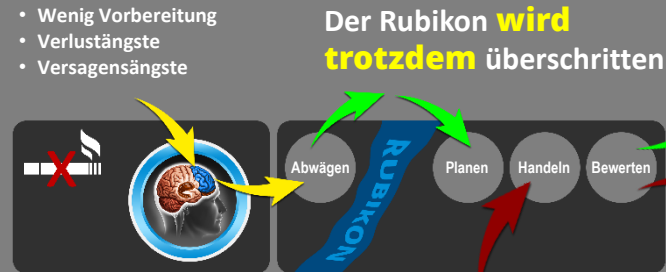 • Wenig Vorbereitung
• Verlustängste
• Versagensängste
Der Rubikon wird
trotzdem überschritten
Abwägen
RUBIKON
Planen
Handeln
Bewerten